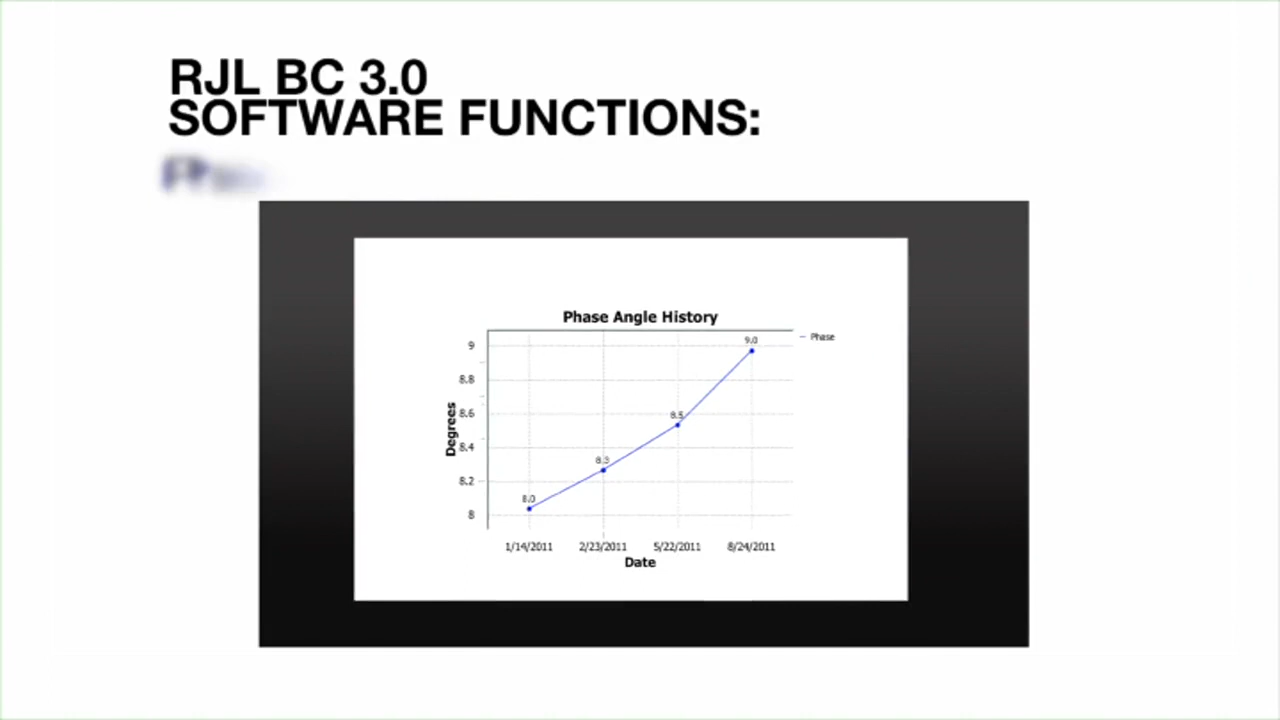 RJL BC 3.0
SOFTWARE FUNCTIONS:
Phase Angle History
Phase
9.0
9
8.8
8.6
8.5
8.4
8.3
8.2
8.0
8
Degrees
1/14/2011 2/23/2011 5/22/2011 8/24/2011
Date